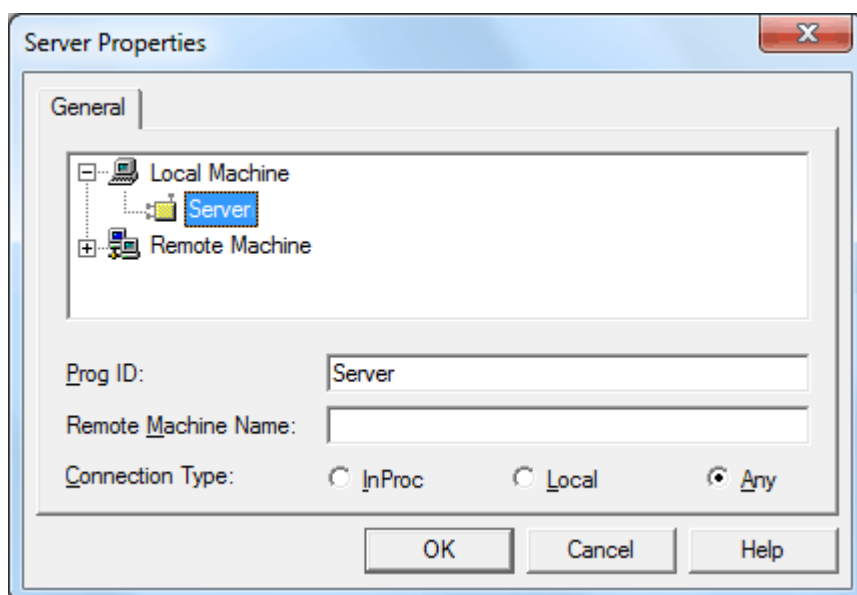 Server Properties
General
Local Machine
Server
Remote Machine
Prog ID: Server
Remote Machine Name:
Connection Type: InProc Local Any
OK Cancel Help